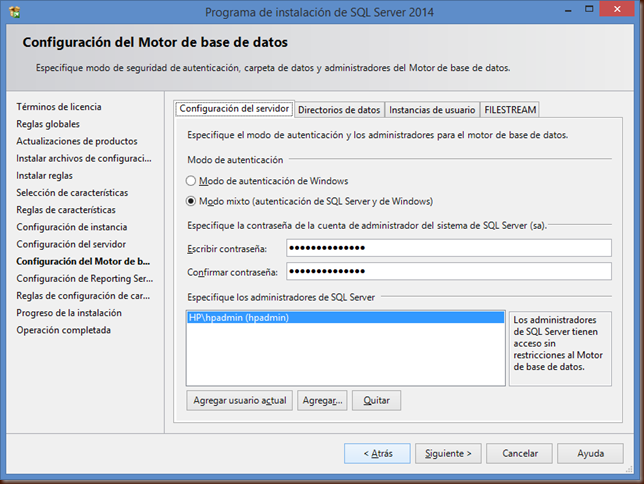 Programa de instalación de SQL Server 2014
Configuración del Motor de base de datos
Especifique modo de seguridad de autenticación, carpeta de datos y administradores del Motor de base de datos.
Términos de licencia
Reglas globales
Actualizaciones de productos
Instalar archivos de configuraci...
Instalar reglas
Selección de características
Reglas de características
Configuración de instancia
Configuración del servidor
Configuración del Motor de b...
Configuración de Reporting Ser...
Reglas de configuración de car...
Progreso de la instalación
Operación completada
Configuración del servidor
Directorios de datos
Instancias de usuario
FILESTREAM
Especifique el modo de autenticación y los administradores para el motor de base de datos.
Modo de autenticación
Modo de autenticación de Windows
Modo mixto (autenticación de SQL Server y de Windows)
Especifique la contraseña de la cuenta de administrador del sistema de SQL Server (sa).
Escribir contraseña:
●●●●●●●●●●●●●●
Confirmar contraseña:
●●●●●●●●●●●●●●
Especifique los administradores de SQL Server
HP\hpadmin (hpadmin)
Los administradores
de SQL Server tienen
acceso sin
restricciones al Motor
de base de datos.
Agregar usuario actual
Agregar...
Quitar
< Atrás
Siguiente >
Cancelar
Ayuda